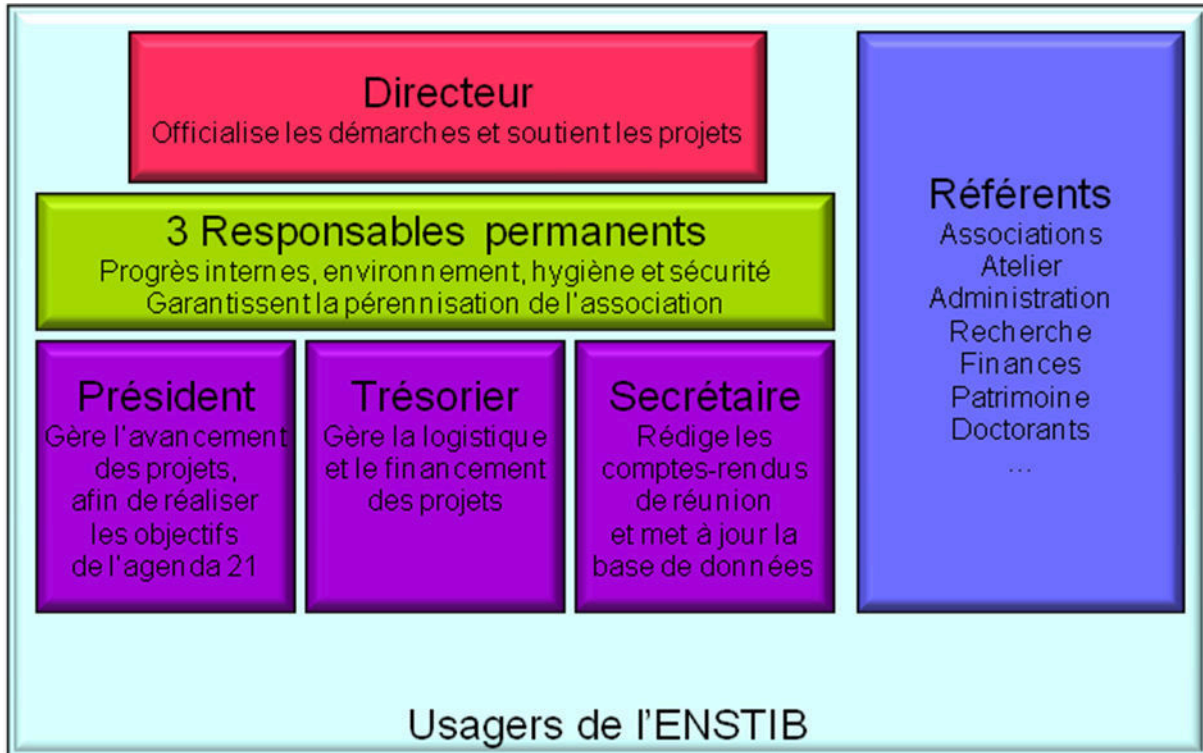 Directeur
Officialise les démarches et soutient les projets
3 Responsables permanents
Progrès internes, environnement, hygiène et sécurité
Garantissent la pérennisation de l'association
Président
Gère l'avancement
des projets,
afin de réaliser
les objectifs
de l'agenda 21
Trésorier
Gère la logistique
et le financement
des projets
Secrétaire
Rédige les
comptes-rendus
de réunion
et met à jour la
base de données
Référents
Associations
Atelier
Administration
Recherche
Finances
Patrimoine
Doctorants
...
Usagers de l'ENSTIB